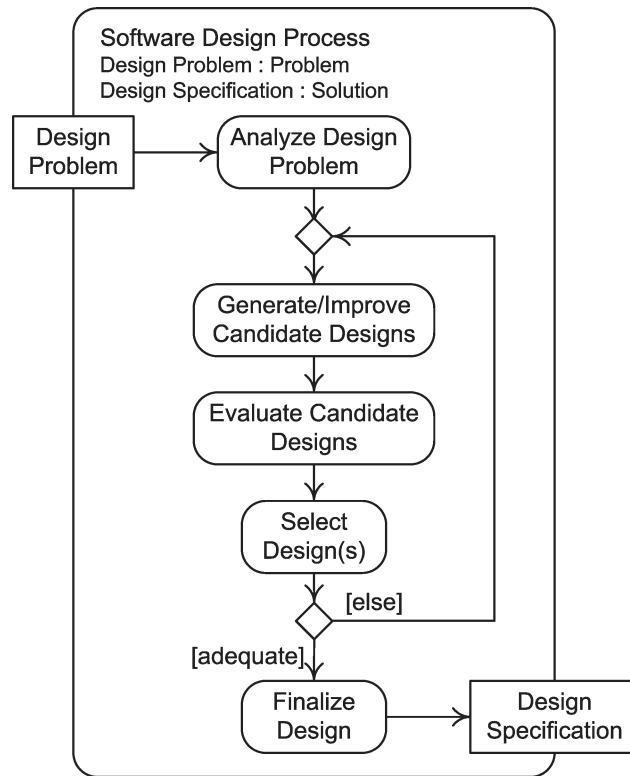 Software Design Process
Design Problem : Problem
Design Specification : Solution
Design
Problem
Analyze Design
Problem
Generate/Improve
Candidate Designs
Evaluate Candidate
Designs
Select
Design(s)
[else]
[adequate]
Finalize
Design
Design
Specification